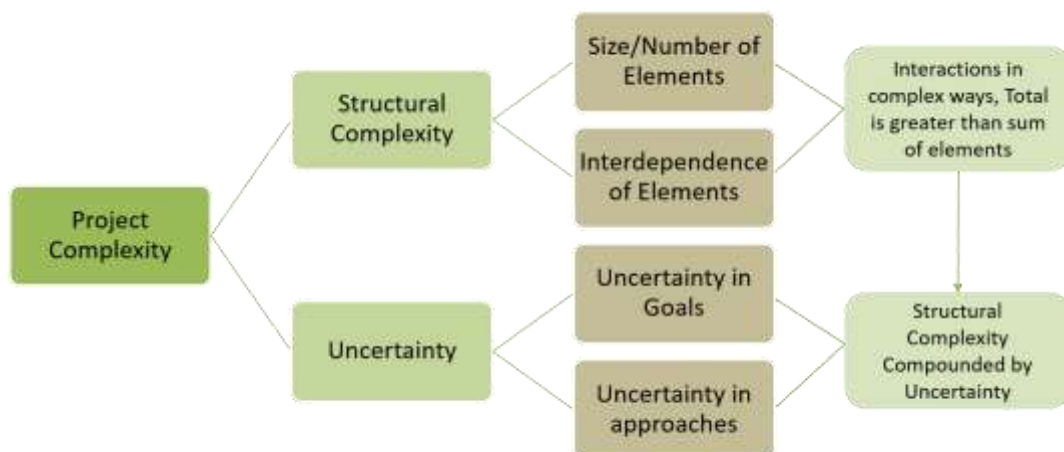 Project
Complexity
Structural
Complexity
Uncertainty
Size/Number of
Elements
Interdependence
of Elements
Uncertainty in
Goals
Uncertainty in
approaches
Interactions in
complex ways, Total
is greater than sum
of elements
Structural
Complexity
Compounded by
Uncertainty